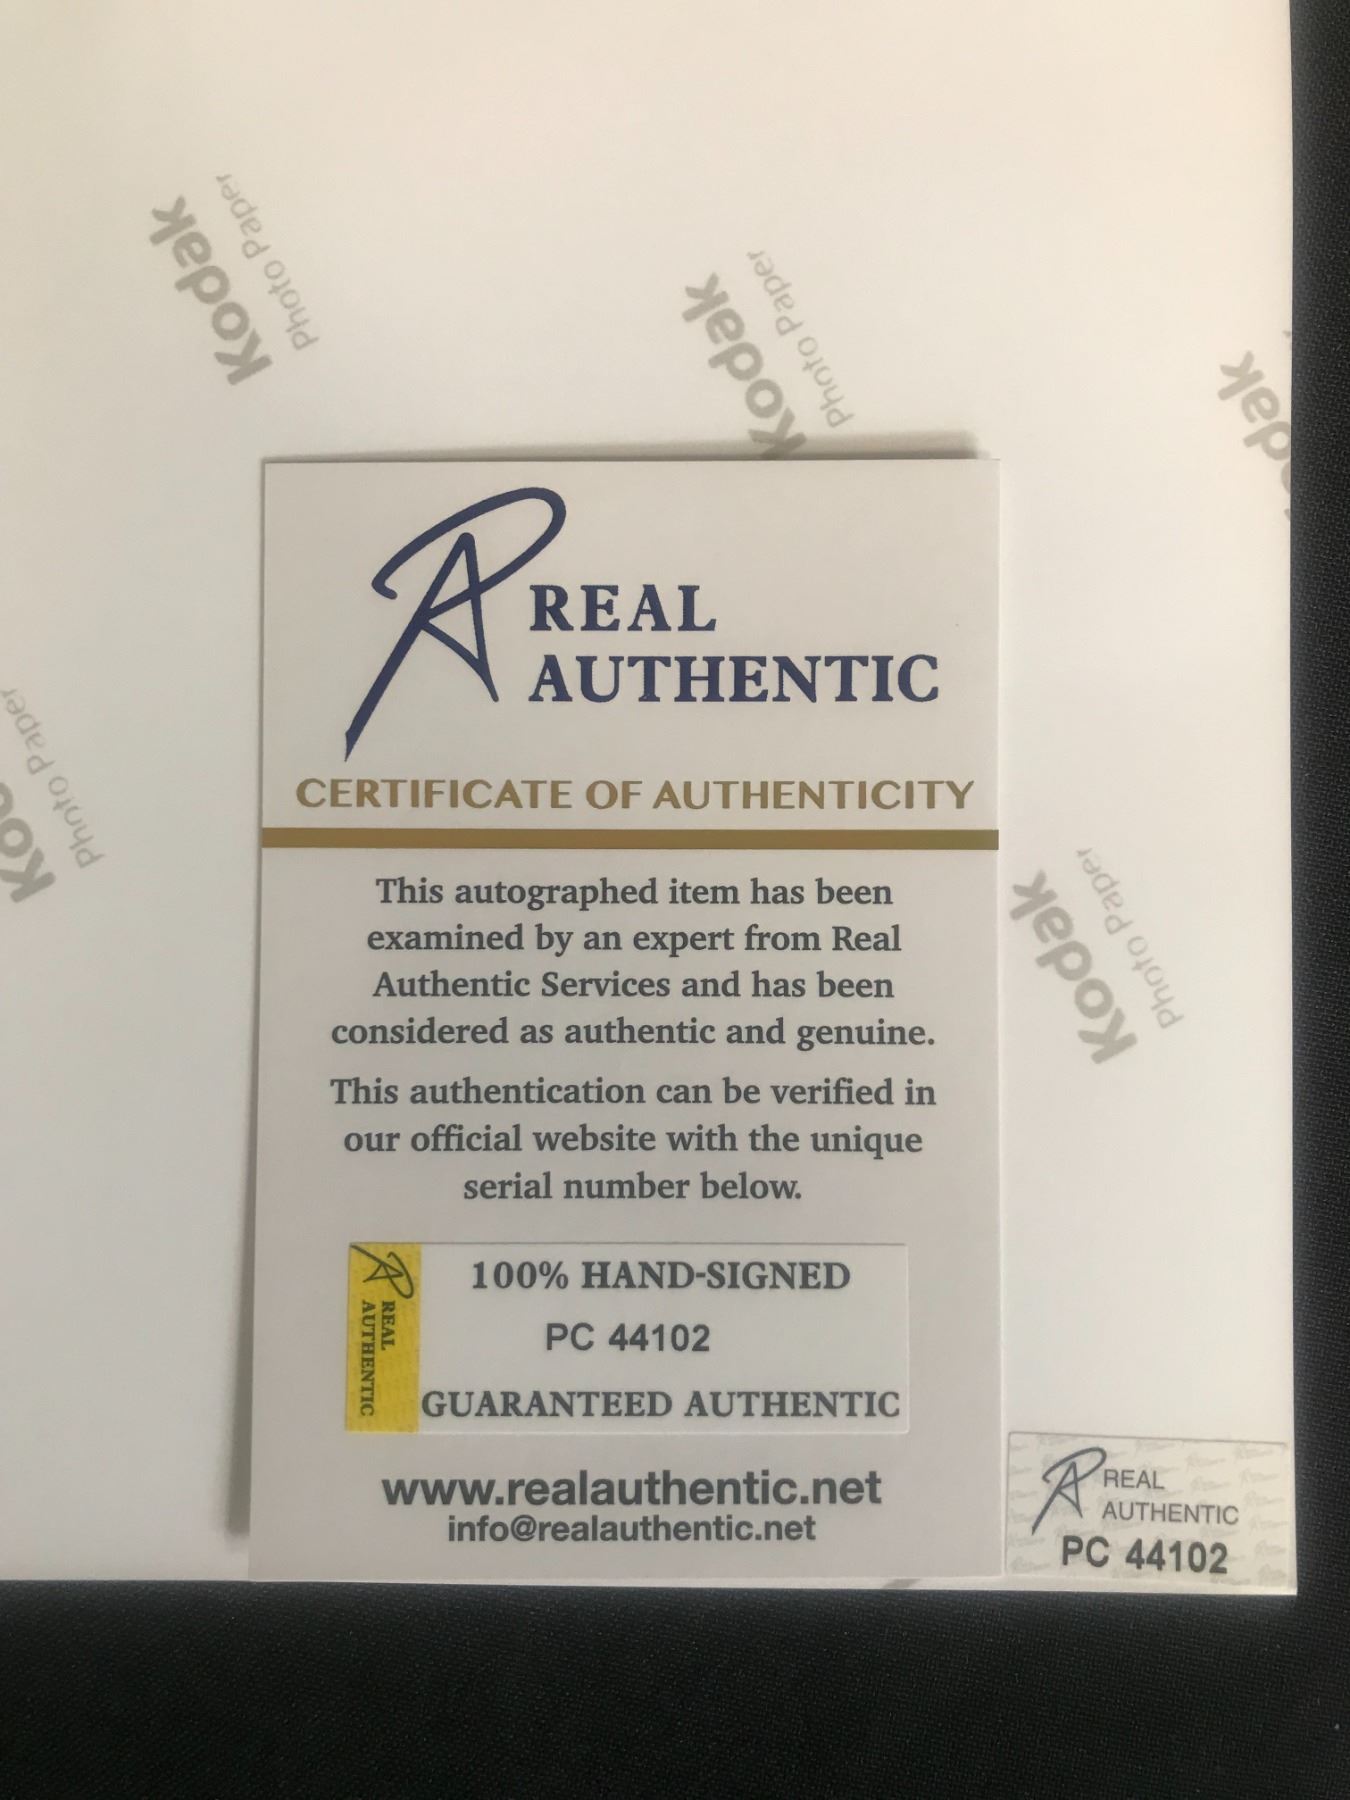 Kodak
Photo Paper
Kodak
Photo Paper
Kodak
Photo Paper
Kodak
Photo Paper
REAL
AUTHENTIC
CERTIFICATE OF AUTHENTICITY
This autographed item has been
examined by an expert from Real
Authentic Services and has been
considered as authentic and genuine.
This authentication can be verified in
our official website with the unique
serial number below.
REAL
AUTHENTIC
100% HAND-SIGNED
PC 44102
GUARANTEED AUTHENTIC
www.realauthentic.net
info@realauthentic.net
REAL
AUTHENTIC
PC 44102